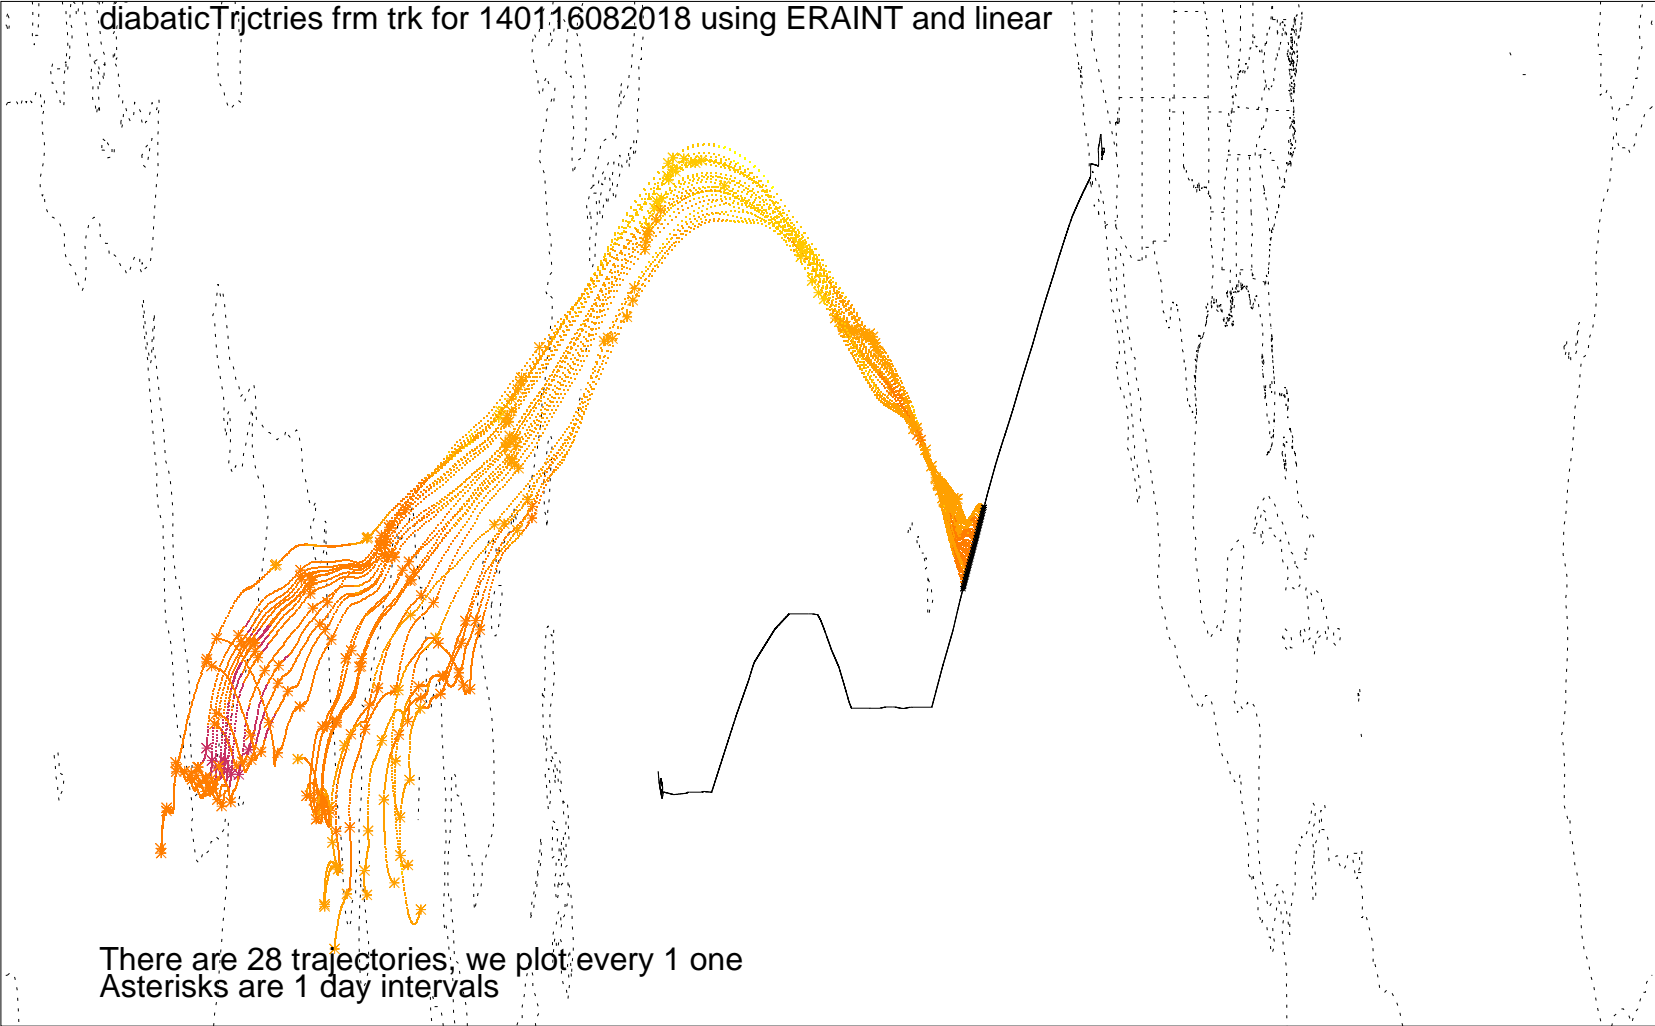 diabaticTrjctries frm trk for 140116082018 using ERAINT and linear
There are 28 trajectories, we plot every 1 one
Asterisks are 1 day intervals